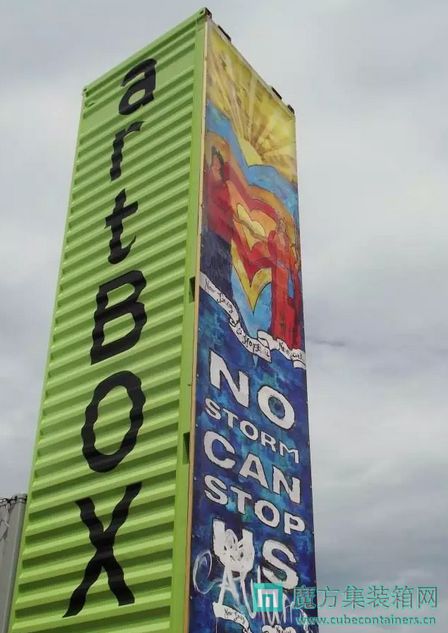 artBOX
NO
STORM
CAN
STOP
US
魔方集装箱网
www.cubecontainers.cn